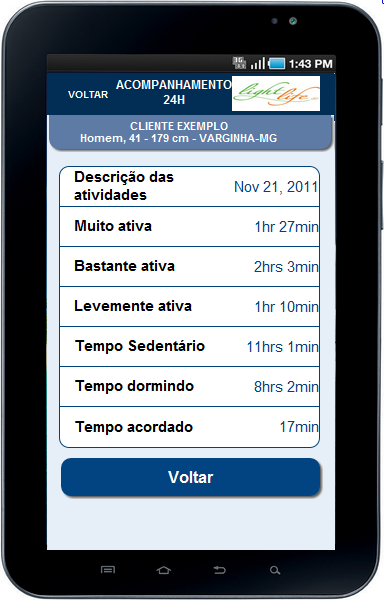 3G
1:43 PM
VOLTAR
ACOMPANHAMENTO
24H
light life
CLIENTE EXEMPLO
Homem, 41 - 179 cm - VARGINHA-MG
Descrição das
atividades
Nov 21, 2011
Muito ativa 1hr 27min
Bastante ativa 2hrs 3min
Levemente ativa 1hr 10min
Tempo Sedentário 11hrs 1min
Tempo dormindo 8hrs 2min
Tempo acordado 17min
Voltar